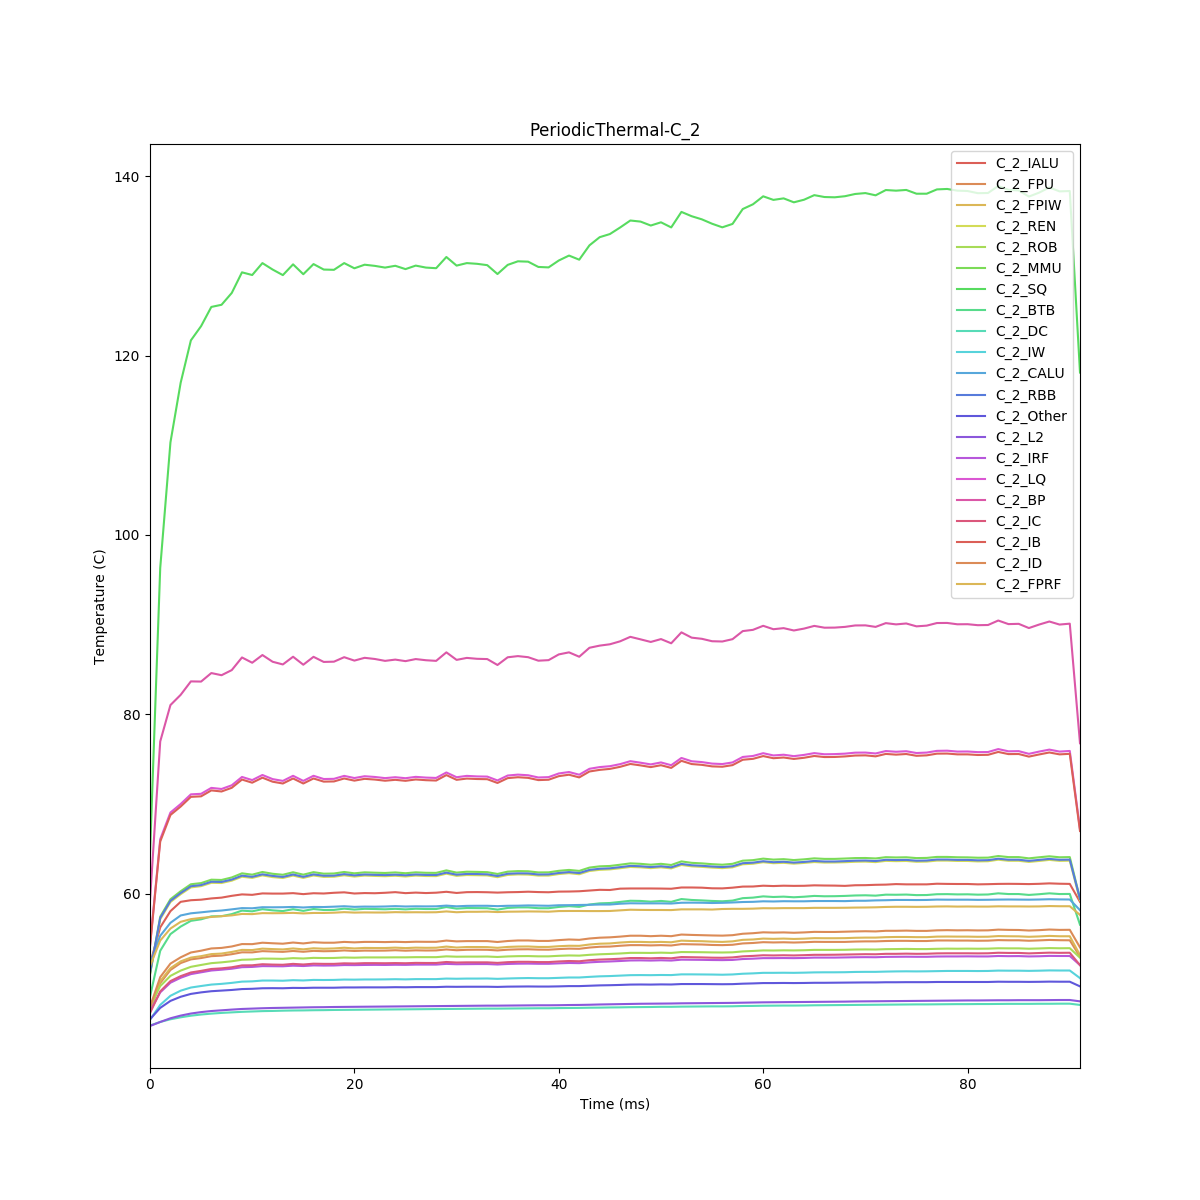 PeriodicThermal-C_2
C_2_IALU
C_2_FPU
C_2_FPIW
C_2_REN
C_2_ROB
C_2_MMU
C_2_SQ
C_2_BTB
C_2_DC
C_2_IW
C_2_CALU
C_2_RBB
C_2_Other
C_2_L2
C_2_IRF
C_2_LQ
C_2_BP
C_2_IC
C_2_IB
C_2_ID
C_2_FPRF
140
120
100
80
60
Temperature (C)
0 20 40 60 80
Time (ms)